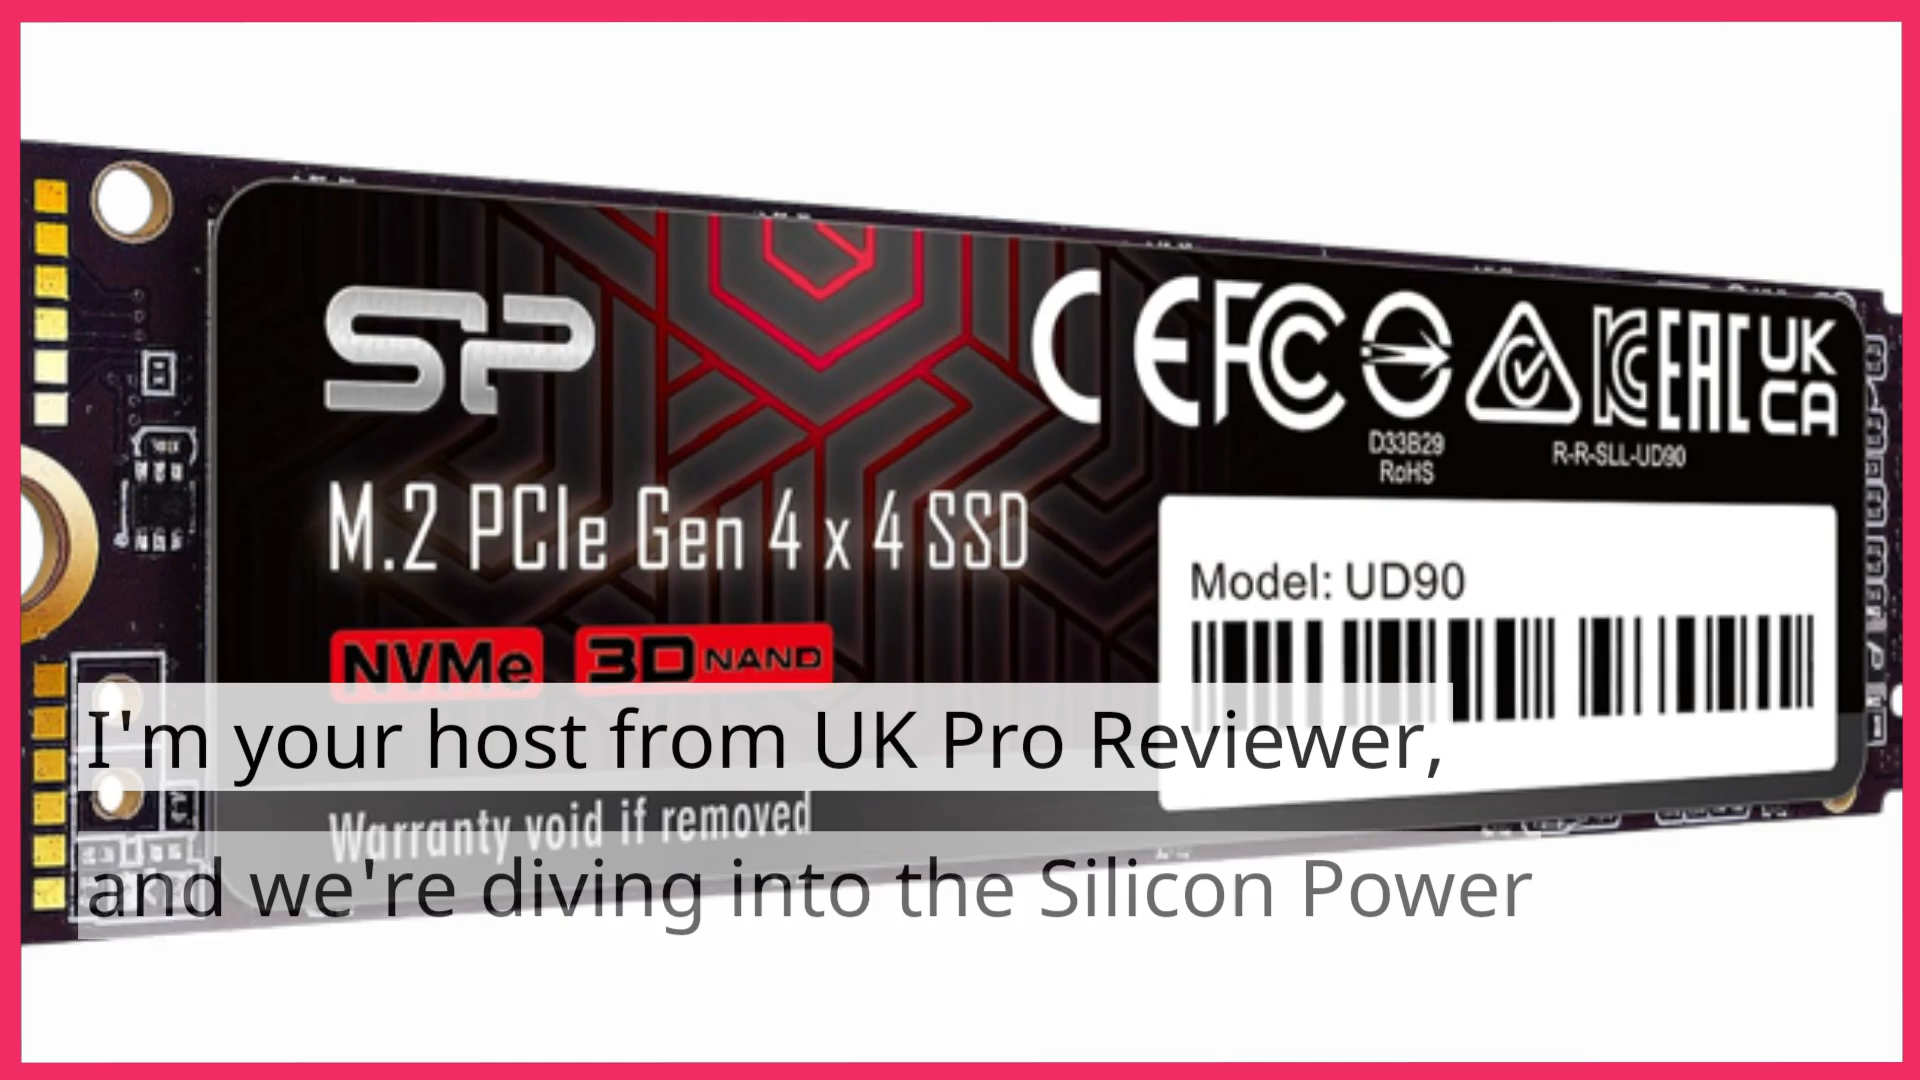 SP
CE FC KC EAC UK
CA
D33B29
RoHS
R-R-SLL-UD90
M.2 PCIe Gen 4 x 4 SSD
Model: UD90
NVMe 3D NAND
I'm your host from UK Pro Reviewer,
Warranty void if removed
and we're diving into the Silicon Power